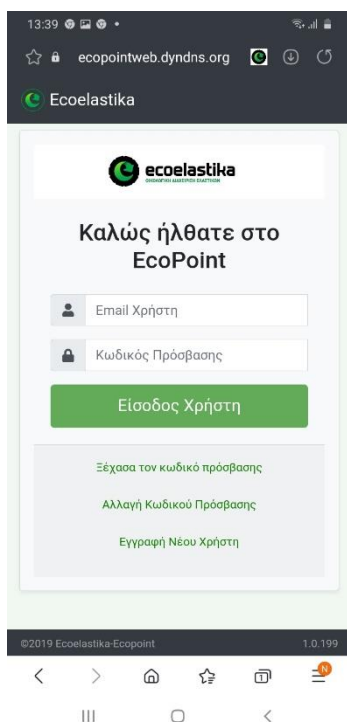 13:39
ecopointweb.dyndns.org
Ecoelastika
ecoelastika
Καλώς ήλθατε στο
EcoPoint
Email Χρήστη
Κωδικός Πρόσβασης
Είσοδος Χρήστη
Ξέχασα τον κωδικό πρόσβασης
Αλλαγή Κωδικού Πρόσβασης
Εγγραφή Νέου Χρήστη
©2019 Ecoelastika-Ecopoint 1.0.199
1
N